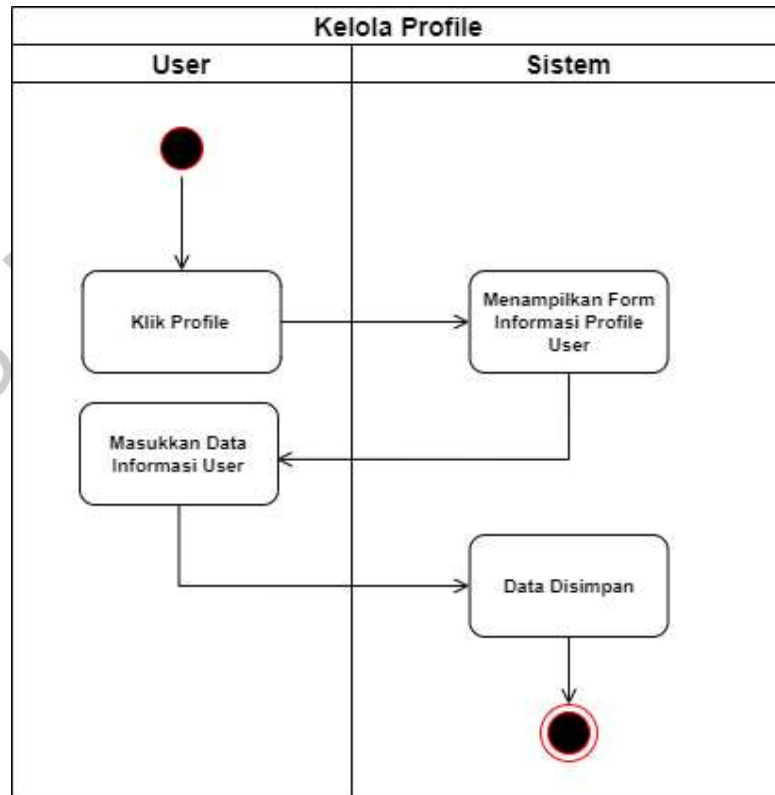 Kelola Profile
User
Sistem
Klik Profile
Menampilkan Form
Informasi Profile
User
Masukkan Data
Informasi User
Data Disimpan